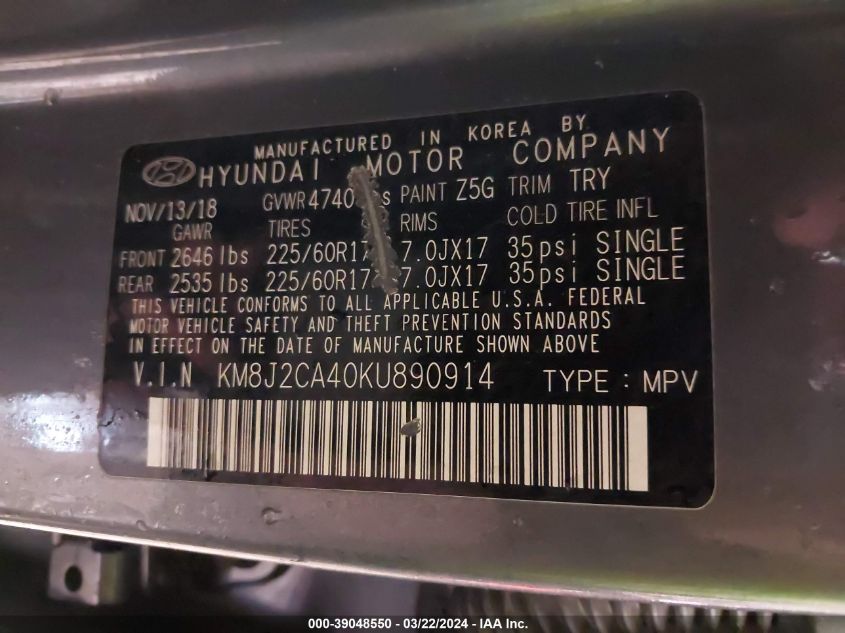 MANUFACTURED IN KOREA BY
HYUNDAI MOTOR COMPANY
NOV/13/18 GVWR 4740 PAINT Z5G TRIM TRY
GAWR TIRES RIMS COLD TIRE INFL
FRONT 2646 lbs 225/60R17 7.0JX17 35psi SINGLE
REAR 2535 lbs 225/60R17 7.0JX17 35psi SINGLE
THIS VEHICLE CONFORMS TO ALL APPLICABLE U.S.A. FEDERAL
MOTOR VEHICLE SAFETY AND THEFT PREVENTION STANDARDS
IN EFFECT ON THE DATE OF MANUFACTURE SHOWN ABOVE
V.I.N KM8J2CA40KU890914 TYPE : MPV
000-39048550 - 03/22/2024 - IAA Inc.